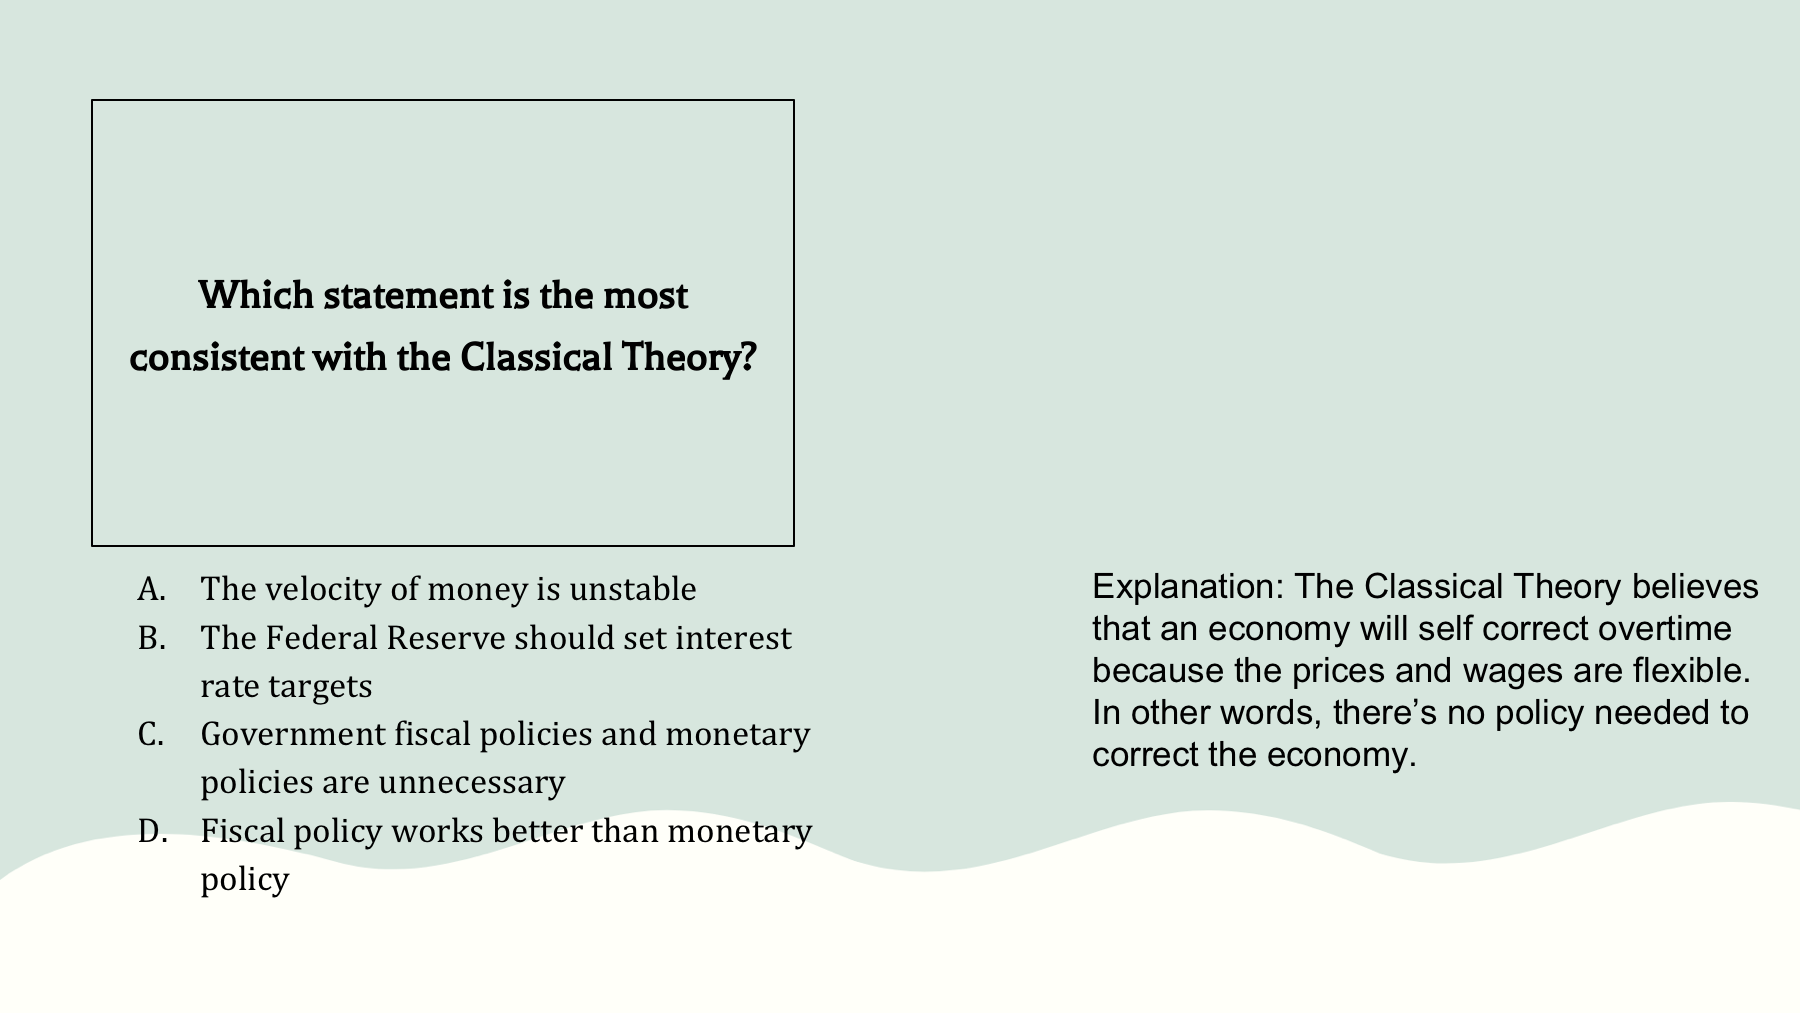 Which statement is the most
consistent with the Classical Theory?
A. The velocity of money is unstable
B. The Federal Reserve should set interest
rate targets
C. Government fiscal policies and monetary
policies are unnecessary
D. Fiscal policy works better than monetary
policy
Explanation: The Classical Theory believes
that an economy will self correct overtime
because the prices and wages are flexible.
In other words, there’s no policy needed to
correct the economy.